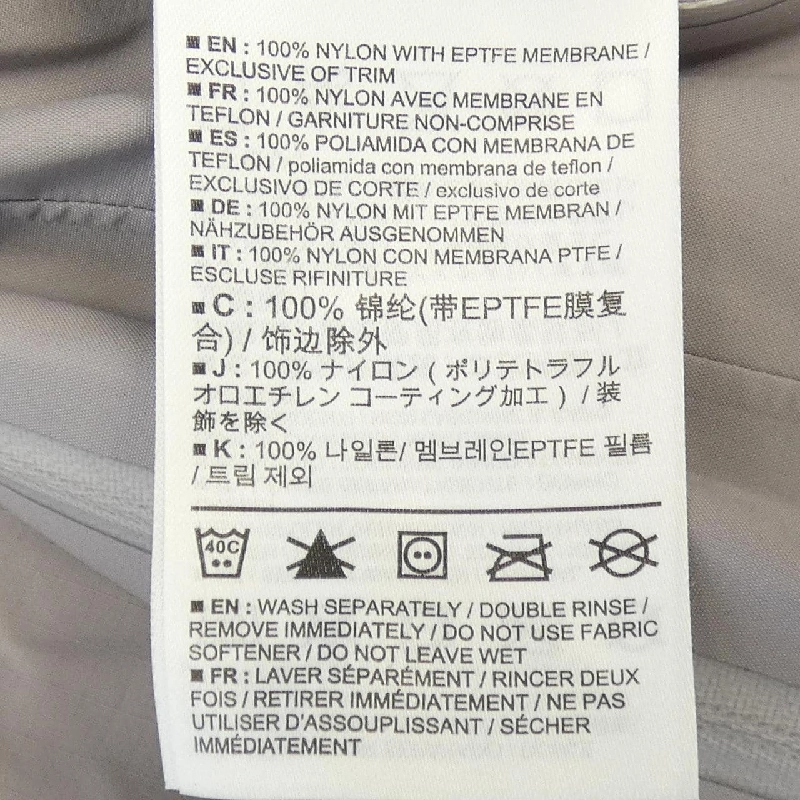 EN : 100% NYLON WITH EPTFE MEMBRANE /
EXCLUSIVE OF TRIM
FR : 100% NYLON AVEC MEMBRANE EN
TEFLON / GARNITURE NON-COMPRISE
ES : 100% POLIAMIDA CON MEMBRANA DE
TEFLON / poliamida con membrana de teflon /
EXCLUSIVO DE CORTE / exclusivo de corte
DE : 100% NYLON MIT EPTFE MEMBRAN /
NÄHZUBEHÖR AUSGENOMMEN
IT : 100% NYLON CON MEMBRANA PTFE /
ESCLUSE RIFINITURE
C : 100% 锦纶(带EPTFE膜复
合) / 饰边除外
J : 100% ナイロン ( ポリテトラフル
オロエチレン コーティング加工 ) / 装
飾を除く
K : 100% 나일론/ 멤브레인EPTFE 필름
/ 트림 제외
40C
EN : WASH SEPARATELY / DOUBLE RINSE /
REMOVE IMMEDIATELY / DO NOT USE FABRIC
SOFTENER / DO NOT LEAVE WET
FR : LAVER SÉPARÉMENT / RINCER DEUX
FOIS / RETIRER IMMÉDIATEMENT / NE PAS
UTILISER D'ASSOUPLISSANT / SÉCHER
IMMÉDIATEMENT